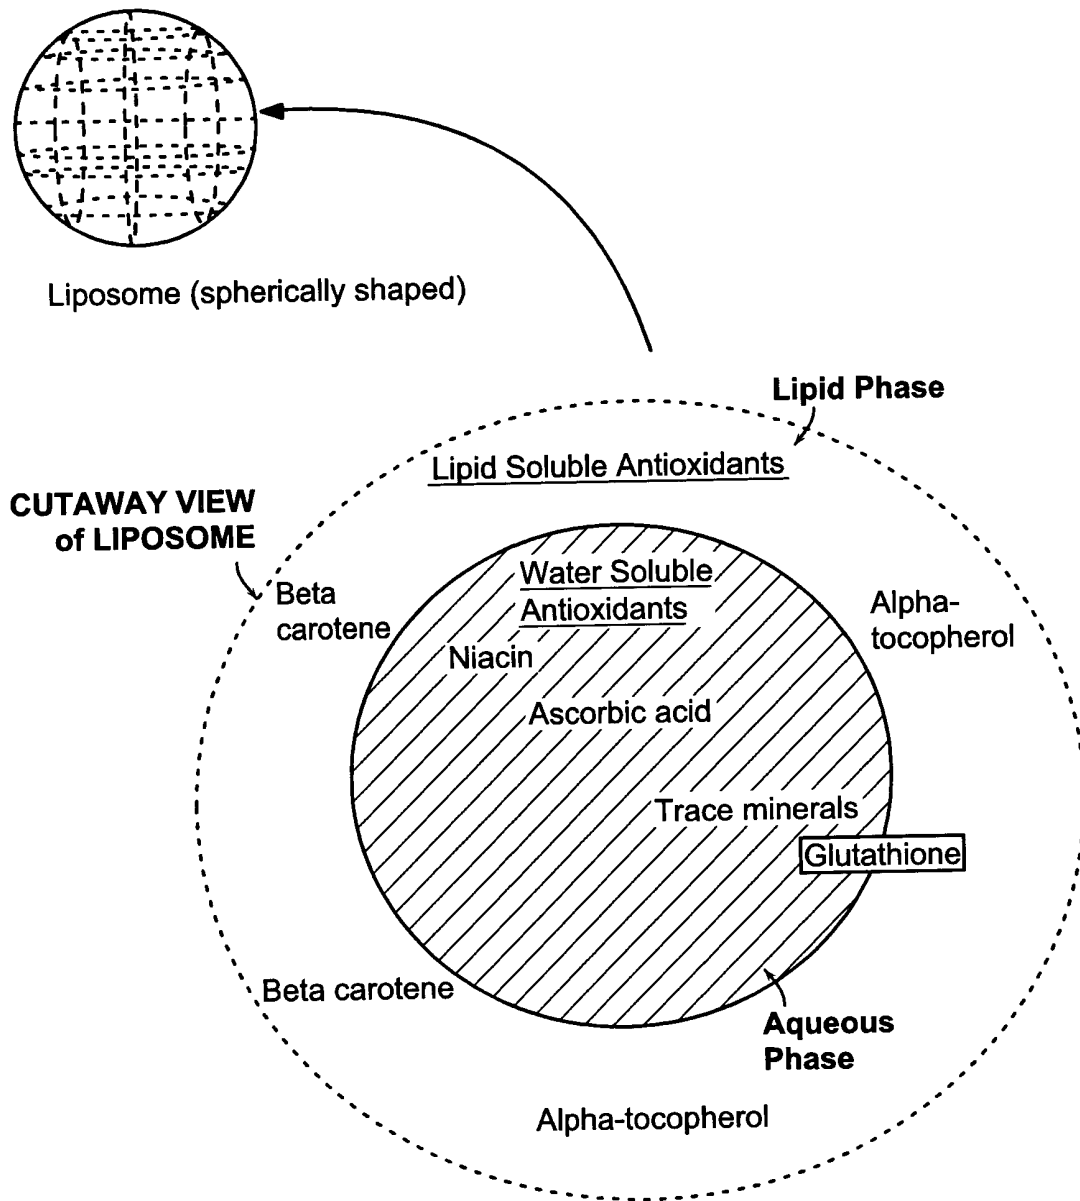 Liposome (spherically shaped)
Lipid Phase
Lipid Soluble Antioxidants
CUTAWAY VIEW
of LIPOSOME
Water Soluble
Antioxidants
Beta
carotene
Alpha-
tocopherol
Niacin
Ascorbic acid
Trace minerals
Glutathione
Beta carotene
Aqueous
Phase
Alpha-tocopherol